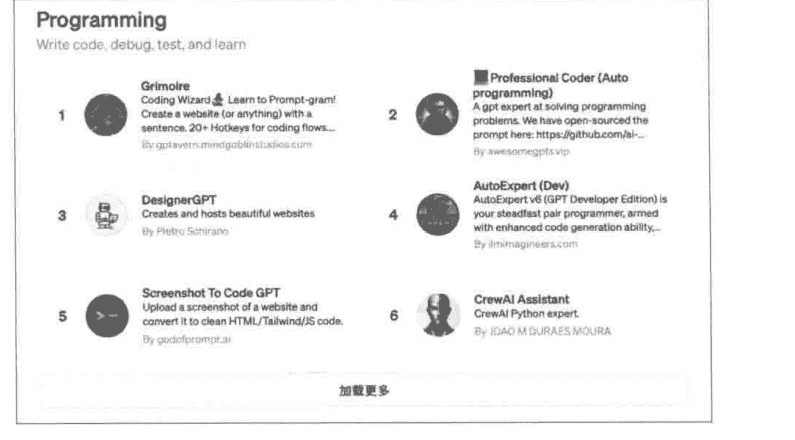 Programming
Write code, debug, test, and learn
1
Grimoire
Coding Wizard🧙‍♂️ Learn to Prompt-gram!
Create a website (or anything) with a
sentence. 20+ Hotkeys for coding flows....
By gptavern.mindgoblinstudios.com
2
Professional Coder (Auto
programming)
A gpt expert at solving programming
problems. We have open-sourced the
prompt here: https://github.com/ai-...
By awesomegpts.vip
3
DesignerGPT
Creates and hosts beautiful websites
By Pietro Schirano
4
AutoExpert (Dev)
AutoExpert v6 (GPT Developer Edition) is
your steadfast pair programmer, armed
with enhanced code generation ability,...
By llmimagineers.com
5
Screenshot To Code GPT
Upload a screenshot of a website and
convert it to clean HTML/Tailwind/JS code.
By godofprompt.ai
6
CrewAI Assistant
CrewAI Python expert.
By JOAO M DURAES MOURA
加载更多